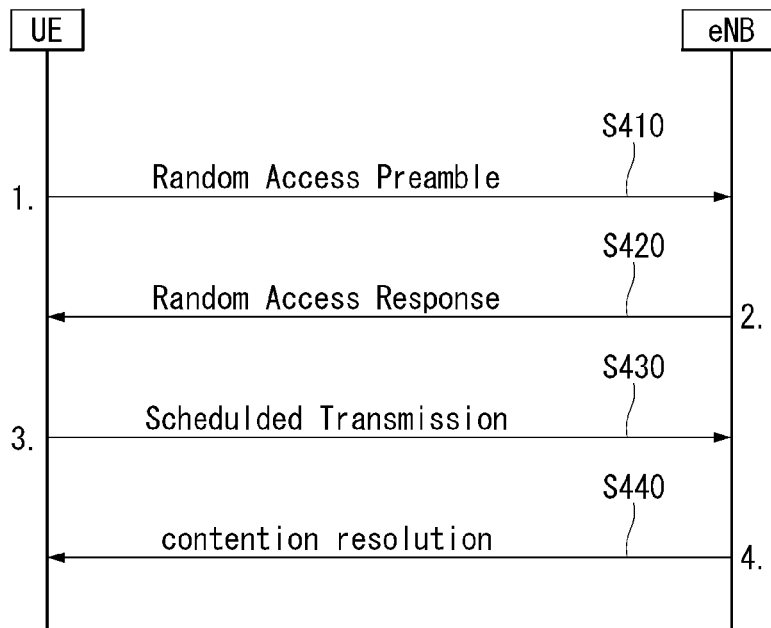 UE
eNB
S410
Random Access Preamble
1.
S420
Random Access Response
2.
S430
Schedulded Transmission
3.
S440
contention resolution
4.